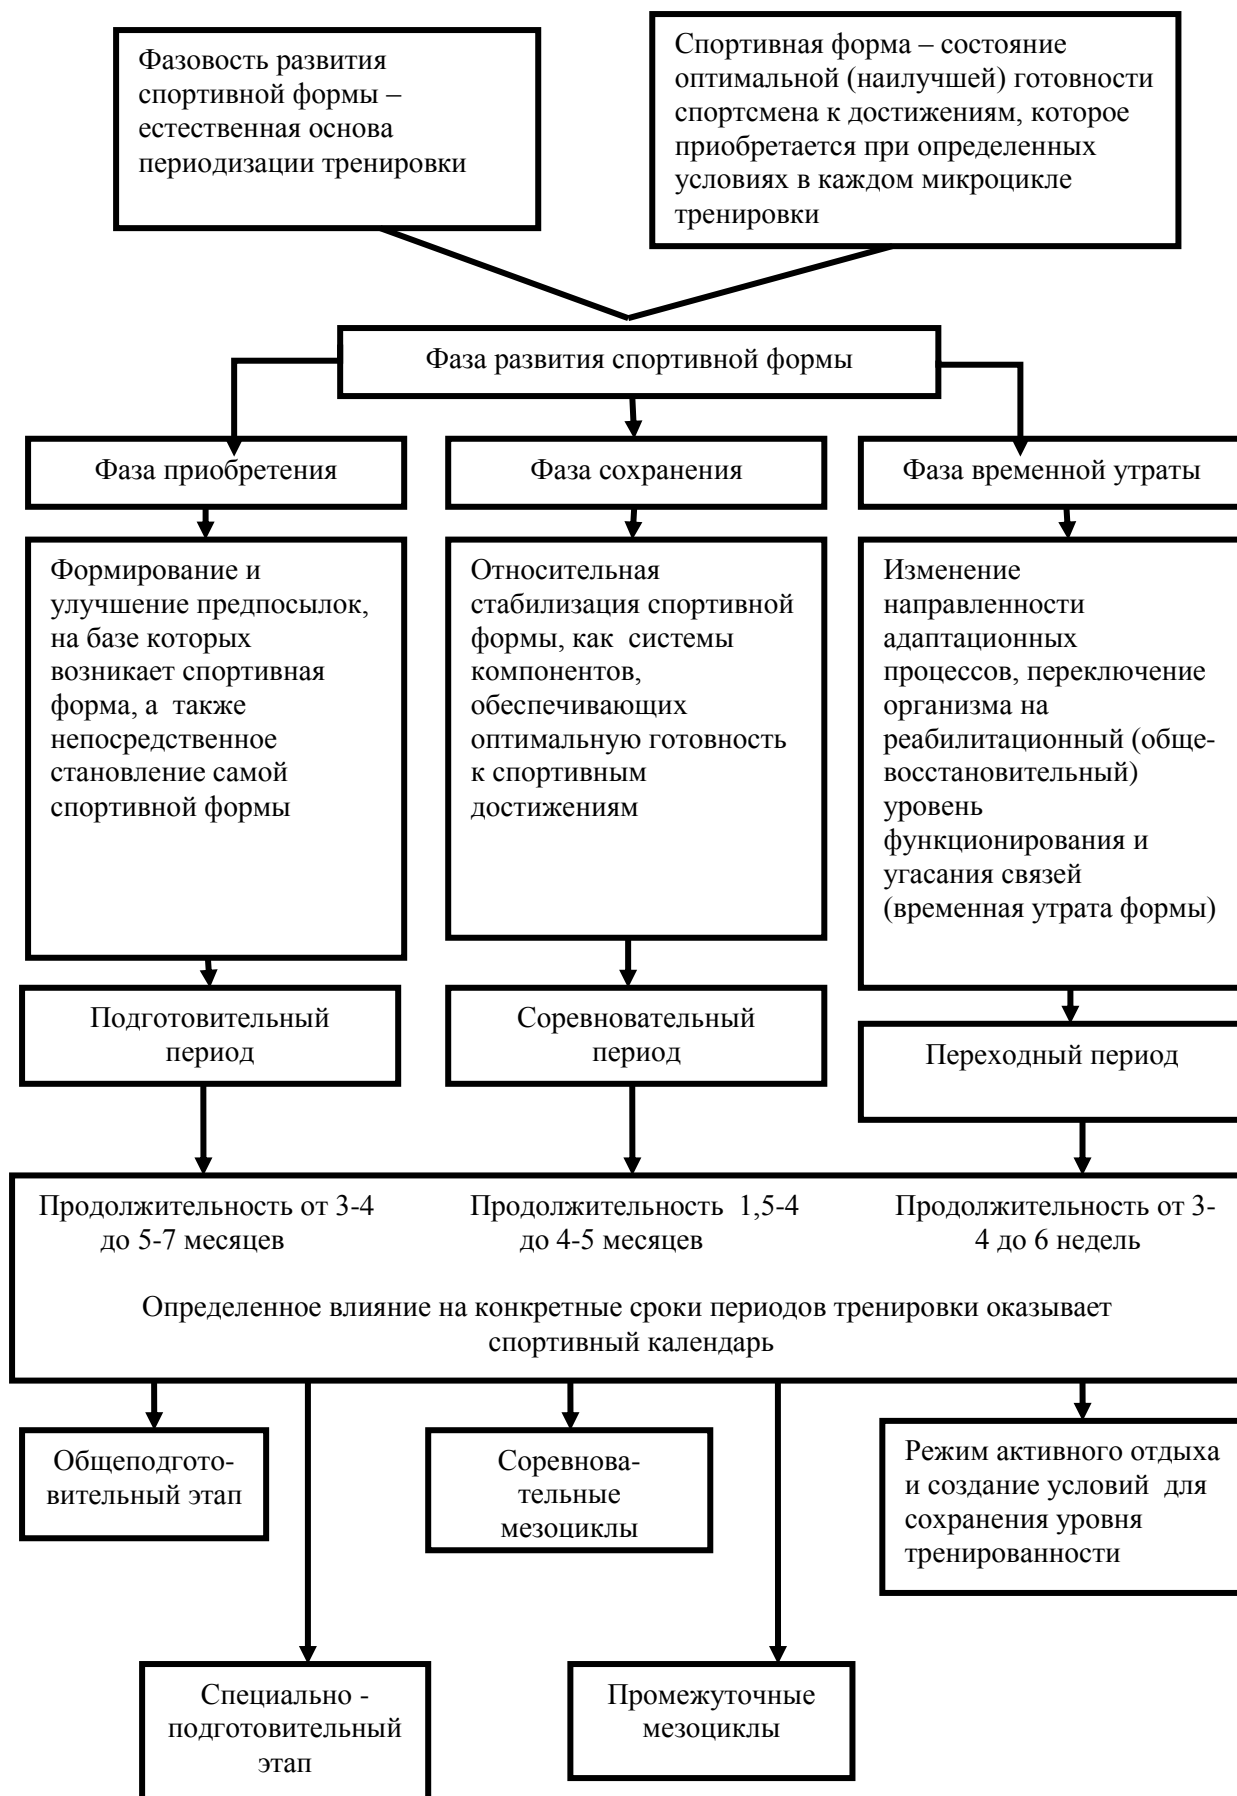 Фазовость развития
спортивной формы –
естественная основа
периодизации тренировки
Спортивная форма – состояние
оптимальной (наилучшей) готовности
спортсмена к достижениям, которое
приобретается при определенных
условиях в каждом микроцикле
тренировки
Фаза развития спортивной формы
Фаза приобретения
Фаза сохранения
Фаза временной утраты
Формирование и
улучшение предпосылок,
на базе которых
возникает спортивная
форма, а также
непосредственное
становление самой
спортивной формы
Относительная
стабилизация спортивной
формы, как системы
компонентов,
обеспечивающих
оптимальную готовность
к спортивным
достижениям
Изменение
направленности
адаптационных
процессов, переключение
организма на
реабилитационный (обще-
восстановительный)
уровень
функционирования и
угасания связей
(временная утрата формы)
Подготовительный
период
Соревновательный
период
Переходный период
Продолжительность от 3-4
до 5-7 месяцев
Продолжительность 1,5-4
до 4-5 месяцев
Продолжительность от 3-
4 до 6 недель
Определенное влияние на конкретные сроки периодов тренировки оказывает
спортивный календарь
Общеподгото-
вительный этап
Соревнова-
тельные
мезоциклы
Режим активного отдыха
и создание условий для
сохранения уровня
тренированности
Специально -
подготовительный
этап
Промежуточные
мезоциклы